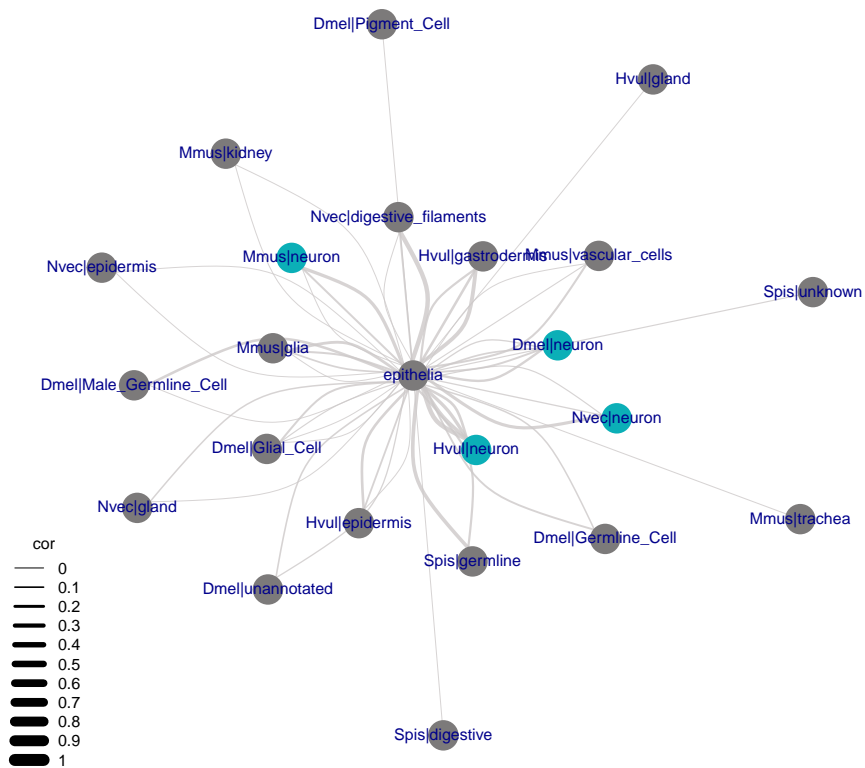 Dmel|Pigment_Cell
Hvul|gland
Mmus|kidney
Nvec|digestive_filaments
Mmus|neuron
Hvul|gastrodermis
Mmus|vascular_cells
Nvec|epidermis
Spis|unknown
Mmus|glia
Dmel|neuron
epithelia
Dmel|Male_Germline_Cell
Nvec|neuron
Dmel|Glial_Cell
Hvul|neuron
Nvec|gland
Hvul|epidermis
Dmel|Germline_Cell
Mmus|trachea
Spis|germline
Dmel|unannotated
Spis|digestive
cor
0
0.1
0.2
0.3
0.4
0.5
0.6
0.7
0.8
0.9
1